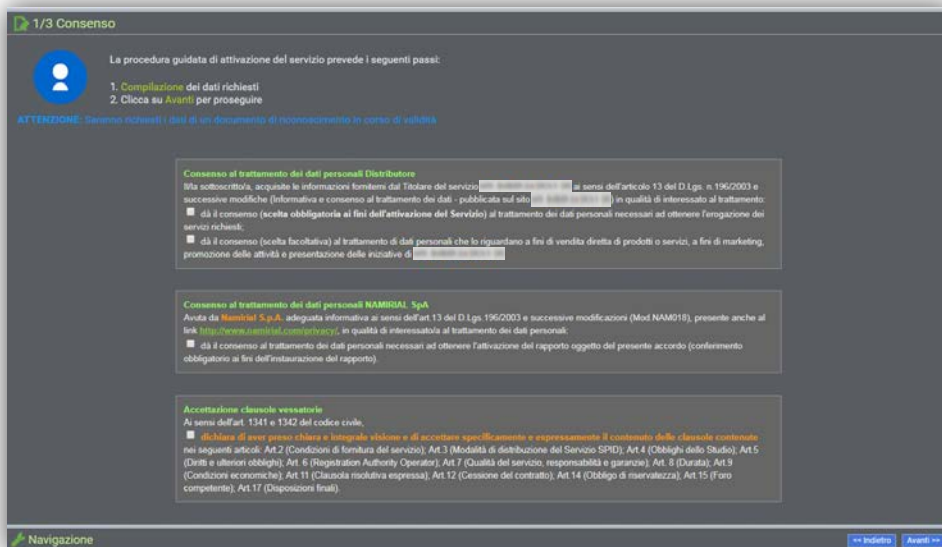 1/3 Consenso
La procedura guidata di attivazione del servizio prevede i seguenti passi:
1. Compilazione dei dati richiesti
2. Clicca su Avanti per proseguire
ATTENZIONE: Saranno richiesti i dati di un documento di riconoscimento in corso di validità
Consenso al trattamento dei dati personali Distributore
Il/la sottoscritto/a, acquisite le informazioni fornitemi dal Titolare del servizio ai sensi dell'articolo 13 del D.Lgs. n.196/2003 e
successive modifiche (Informativa e consenso al trattamento dei dati - pubblicata sul sito ) in qualità di interessato al trattamento:
dà il consenso (scelta obbligatoria ai fini dell'attivazione del Servizio) al trattamento dei dati personali necessari ad ottenere l'erogazione dei
servizi richiesti;
dà il consenso (scelta facoltativa) al trattamento di dati personali che lo riguardano a fini di vendita diretta di prodotti o servizi, a fini di marketing,
promozione delle attività e presentazione delle iniziative di
Consenso al trattamento dei dati personali NAMIRIAL SpA
Avuta da Namirial S.p.A. adeguata informativa ai sensi dell'art.13 del D.Lgs.196/2003 e successive modificazioni (Mod.NAM018), presente anche al
link http://www.namirial.com/privacy/, in qualità di interessato/a al trattamento dei dati personali;
dà il consenso al trattamento dei dati personali necessari ad ottenere l'attivazione del rapporto oggetto del presente accordo (conferimento
obbligatorio ai fini dell'instaurazione del rapporto).
Accettazione clausole vessatorie
Ai sensi dell'art. 1341 e 1342 del codice civile,
dichiara di aver preso chiara e integrale visione e di accettare specificamente e espressamente il contenuto delle clausole contenute
nei seguenti articoli: Art.2 (Condizioni di fornitura del servizio); Art.3 (Modalità di distribuzione del Servizio SPID); Art.4 (Obblighi dello Studio); Art.5
(Diritti e ulteriori obblighi); Art. 6 (Registration Authority Operator); Art.7 (Qualità del servizio, responsabilità e garanzie); Art. 8 (Durata); Art.9
(Condizioni economiche); Art.11 (Clausola risolutiva espressa); Art.12 (Cessione del contratto); Art.14 (Obbligo di riservatezza); Art.15 (Foro
competente); Art.17 (Disposizioni finali).
Navigazione
<< Indietro
Avanti >>